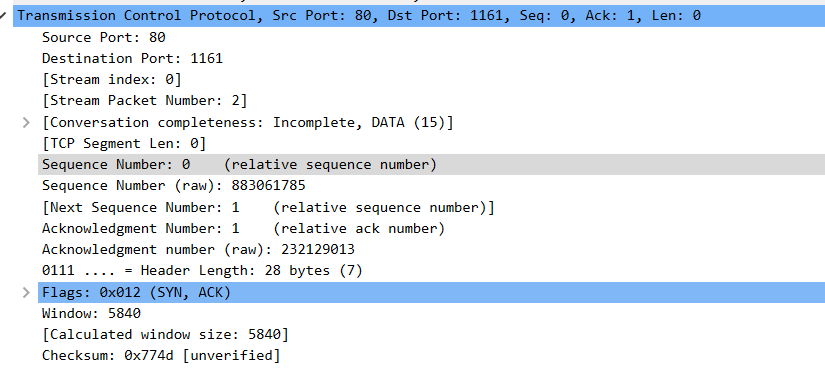 Transmission Control Protocol, Src Port: 80, Dst Port: 1161, Seq: 0, Ack: 1, Len: 0
Source Port: 80
Destination Port: 1161
[Stream index: 0]
[Stream Packet Number: 2]
[Conversation completeness: Incomplete, DATA (15)]
[TCP Segment Len: 0]
Sequence Number: 0    (relative sequence number)
Sequence Number (raw): 883061785
[Next Sequence Number: 1    (relative sequence number)]
Acknowledgment Number: 1    (relative ack number)
Acknowledgment number (raw): 232129013
0111 .... = Header Length: 28 bytes (7)
Flags: 0x012 (SYN, ACK)
Window: 5840
[Calculated window size: 5840]
Checksum: 0x774d [unverified]